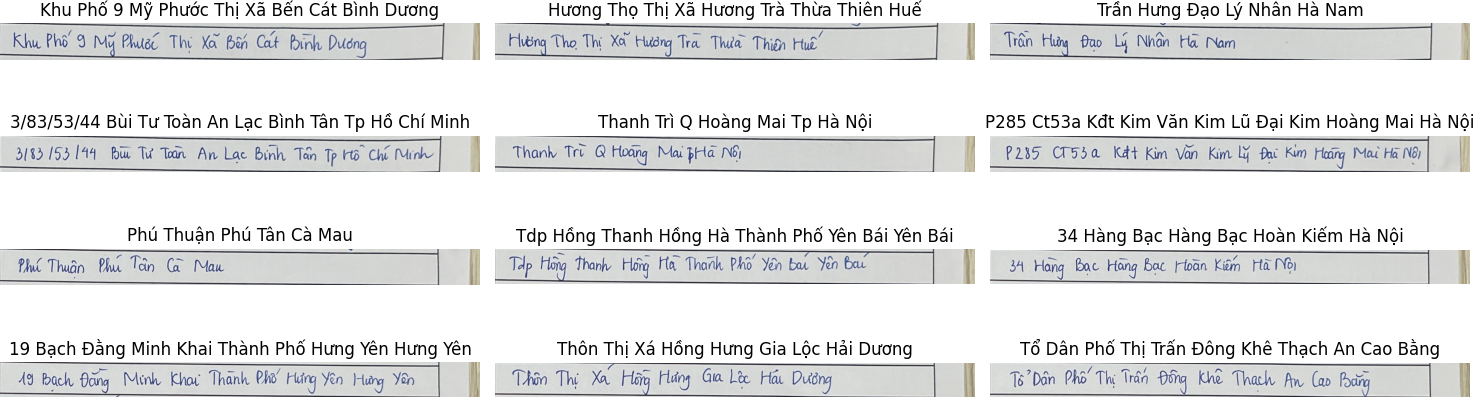 Khu Phố 9 Mỹ Phước Thị Xã Bến Cát Bình Dương
Khu Phố 9 Mỹ Phước Thị Xã Bến Cát Bình Dương
Hương Thọ Thị Xã Hương Trà Thừa Thiên Huế
Hương Thọ Thị Xã Hương Trà Thừa Thiên Huế
Trần Hưng Đạo Lý Nhân Hà Nam
Trần Hưng Đạo Lý Nhân Hà Nam
3/83/53/44 Bùi Tư Toàn An Lạc Bình Tân Tp Hồ Chí Minh
3/83/53/44 Bùi Tư Toàn An Lạc Bình Tân Tp Hồ Chí Minh
Thanh Trì Q Hoàng Mai Tp Hà Nội
Thanh Trì Q Hoàng Mai Tp Hà Nội
P285 Ct53a Kđt Kim Văn Kim Lũ Đại Kim Hoàng Mai Hà Nội
P285 CT53a Kđt Kim Văn Kim Lũ Đại Kim Hoàng Mai Hà Nội
Phú Thuận Phú Tân Cà Mau
Phú Thuận Phú Tân Cà Mau
Tdp Hồng Thanh Hồng Hà Thành Phố Yên Bái Yên Bái
Tdp Hồng Thanh Hồng Hà Thành Phố Yên Bái Yên Bái
34 Hàng Bạc Hàng Bạc Hoàn Kiếm Hà Nội
34 Hàng Bạc Hàng Bạc Hoàn Kiếm Hà Nội
19 Bạch Đằng Minh Khai Thành Phố Hưng Yên Hưng Yên
19 Bạch Đằng Minh Khai Thành Phố Hưng Yên Hưng Yên
Thôn Thị Xá Hồng Hưng Gia Lộc Hải Dương
Thôn Thị Xá Hồng Hưng Gia Lộc Hải Dương
Tổ Dân Phố Thị Trấn Đông Khê Thạch An Cao Bằng
Tổ Dân Phố Thị Trấn Đông Khê Thạch An Cao Bằng